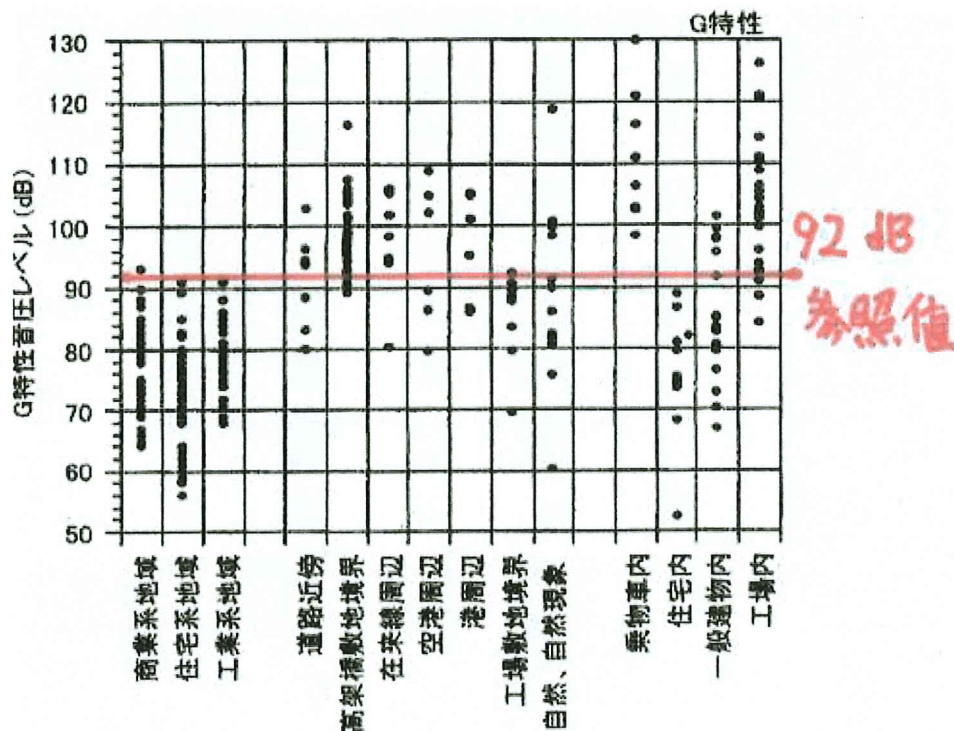 G特性
G特性音圧レベル(dB)
130
120
110
100
90
80
70
60
50
92 dB
参照値
商業系地域
住宅系地域
工業系地域
道路近傍
高架橋敷地境界
在来線周辺
空港周辺
港周辺
工場敷地境界
自然、自然現象
乗物車内
住宅内
一般建物内
工場内